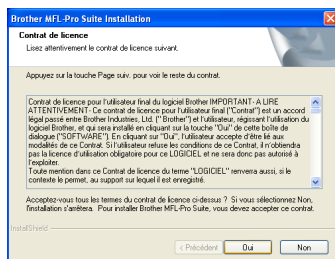 Brother MFL-Pro Suite Installation
Contrat de licence
Lisez attentivement le contrat de licence suivant.
Appuyez sur la touche Page suiv. pour voir le reste du contrat.
Contrat de licence pour l'utilisateur final du logiciel Brother IMPORTANT- A LIRE
ATTENTIVEMENT- Ce contrat de licence pour l'utilisateur final ("Contrat") est un accord
légal passé entre Brother Industries, Ltd. (" Brother") et l'utilisateur, régissant l'utilisation du
logiciel Brother, et qui sera installé en cliquant sur la touche "Oui" de cette boîte de
dialogue ("SOFTWARE"). En cliquant sur "Oui", l'utilisateur accepte d'être lié aux
modalités de ce Contrat. Si l'utilisateur refuse les conditions de ce Contrat, il n'obtiendra
pas la licence d'utilisation obligatoire pour ce LOGICIEL et ne sera donc pas autorisé à
l'exploiter.
Toute mention dans ce Contrat de licence du terme "LOGICIEL" renverra aussi, si le
contexte le permet, au support sur lequel il est enregistré.
Acceptez-vous tous les termes du contrat de licence ci-dessus ? Si vous sélectionnez Non,
l'installation s'arrêtera. Pour installer Brother MFL-Pro Suite, vous devez accepter ce contrat.
InstallShield
< Précédent
Oui
Non